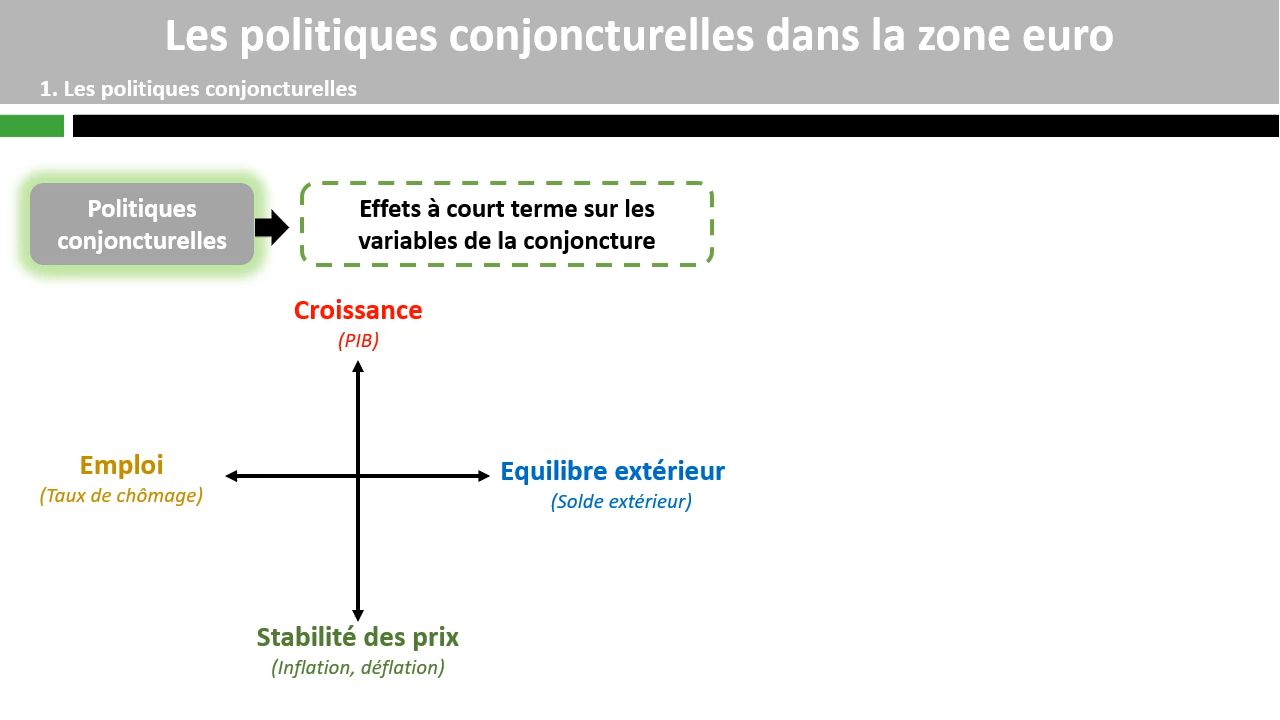 Les politiques conjoncturelles dans la zone euro
1. Les politiques conjoncturelles
Politiques
conjoncturelles
Effets à court terme sur les
variables de la conjoncture
Croissance
(PIB)
Emploi
(Taux de chômage)
Equilibre extérieur
(Solde extérieur)
Stabilité des prix
(Inflation, déflation)